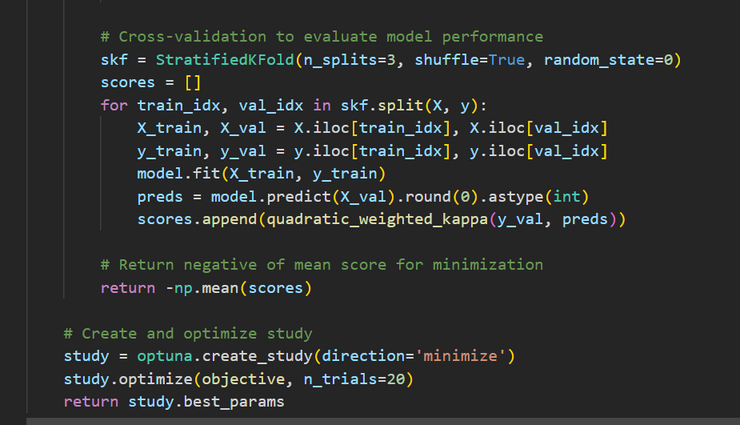 # Cross-validation to evaluate model performance
skf = StratifiedKFold(n_splits=3, shuffle=True, random_state=0)
scores = []
for train_idx, val_idx in skf.split(X, y):
X_train, X_val = X.iloc[train_idx], X.iloc[val_idx]
y_train, y_val = y.iloc[train_idx], y.iloc[val_idx]
model.fit(X_train, y_train)
preds = model.predict(X_val).round(0).astype(int)
scores.append(quadratic_weighted_kappa(y_val, preds))
# Return negative of mean score for minimization
return -np.mean(scores)
# Create and optimize study
study = optuna.create_study(direction='minimize')
study.optimize(objective, n_trials=20)
return study.best_params